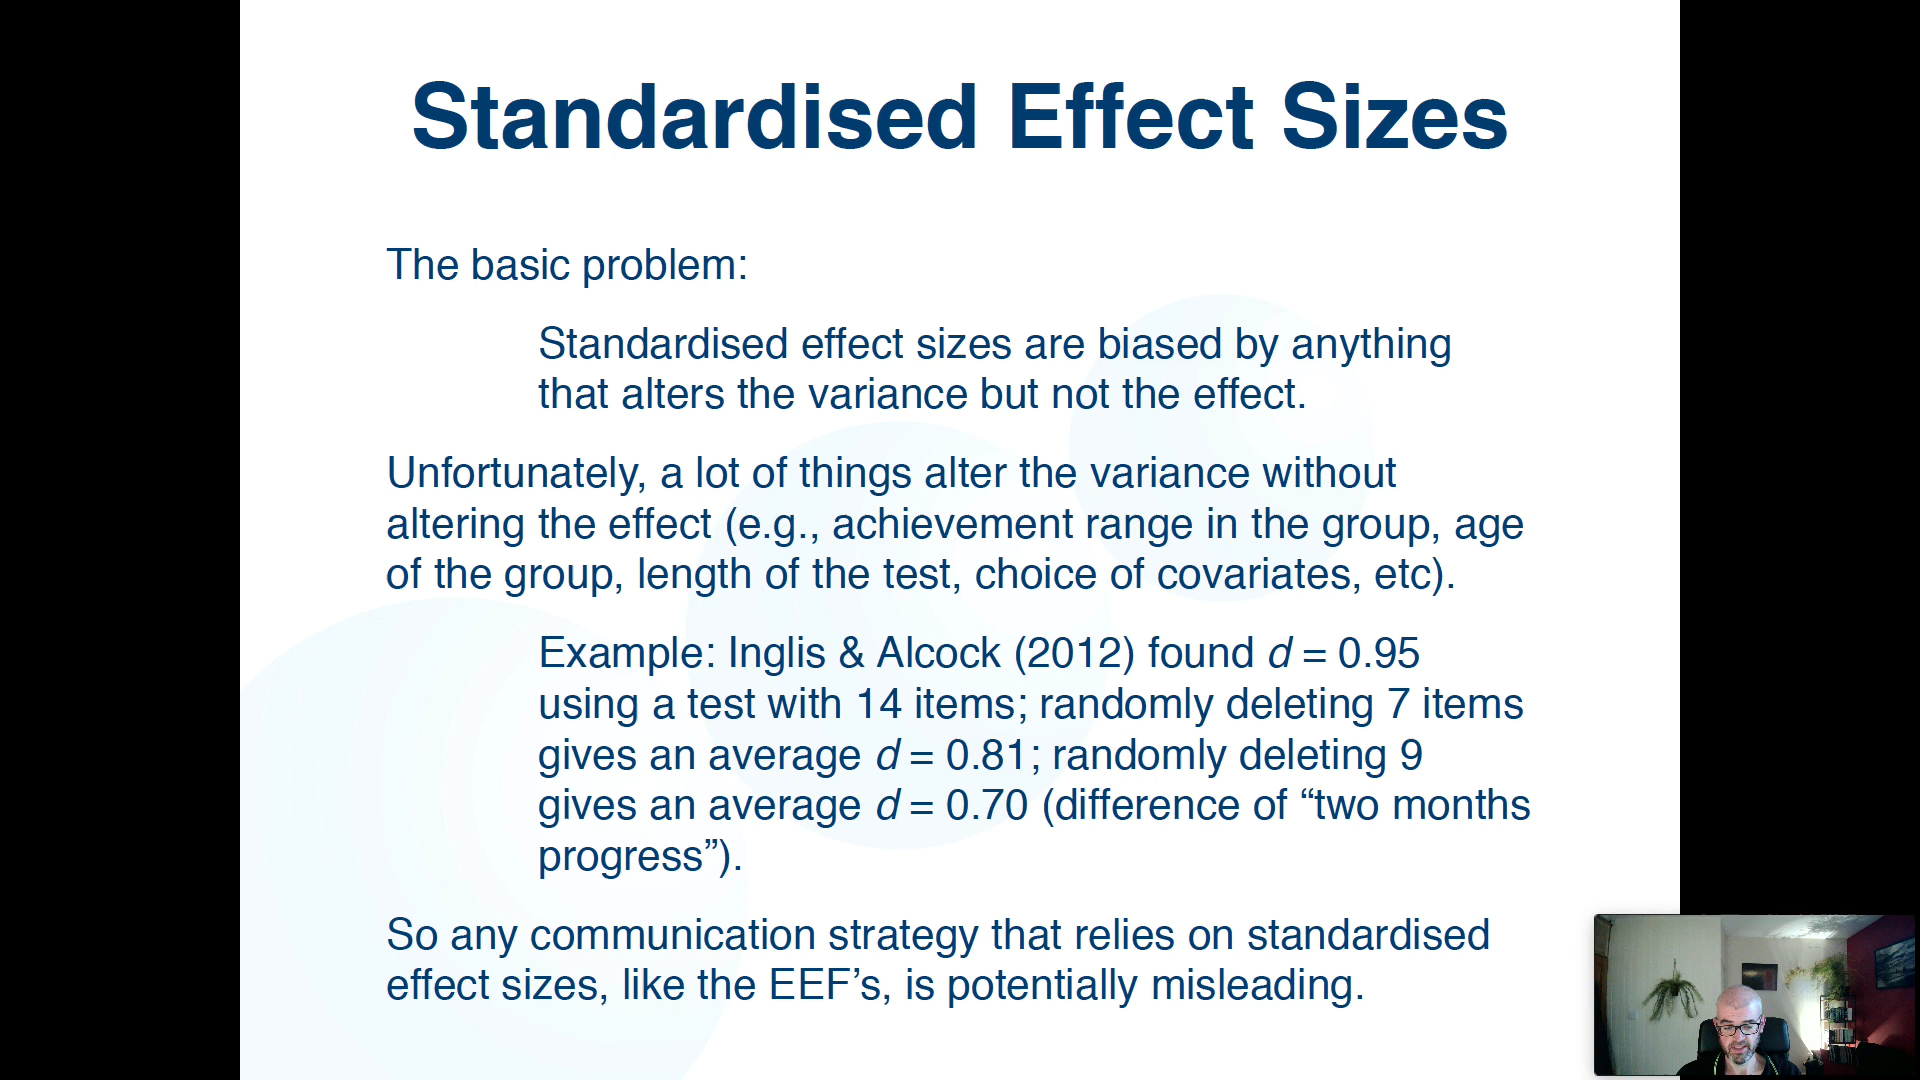 Standardised Effect Sizes
The basic problem:
Standardised effect sizes are biased by anything
that alters the variance but not the effect.
Unfortunately, a lot of things alter the variance without
altering the effect (e.g., achievement range in the group, age
of the group, length of the test, choice of covariates, etc).
Example: Inglis & Alcock (2012) found d = 0.95
using a test with 14 items; randomly deleting 7 items
gives an average d = 0.81; randomly deleting 9
gives an average d = 0.70 (difference of “two months
progress”).
So any communication strategy that relies on standardised
effect sizes, like the EEF’s, is potentially misleading.